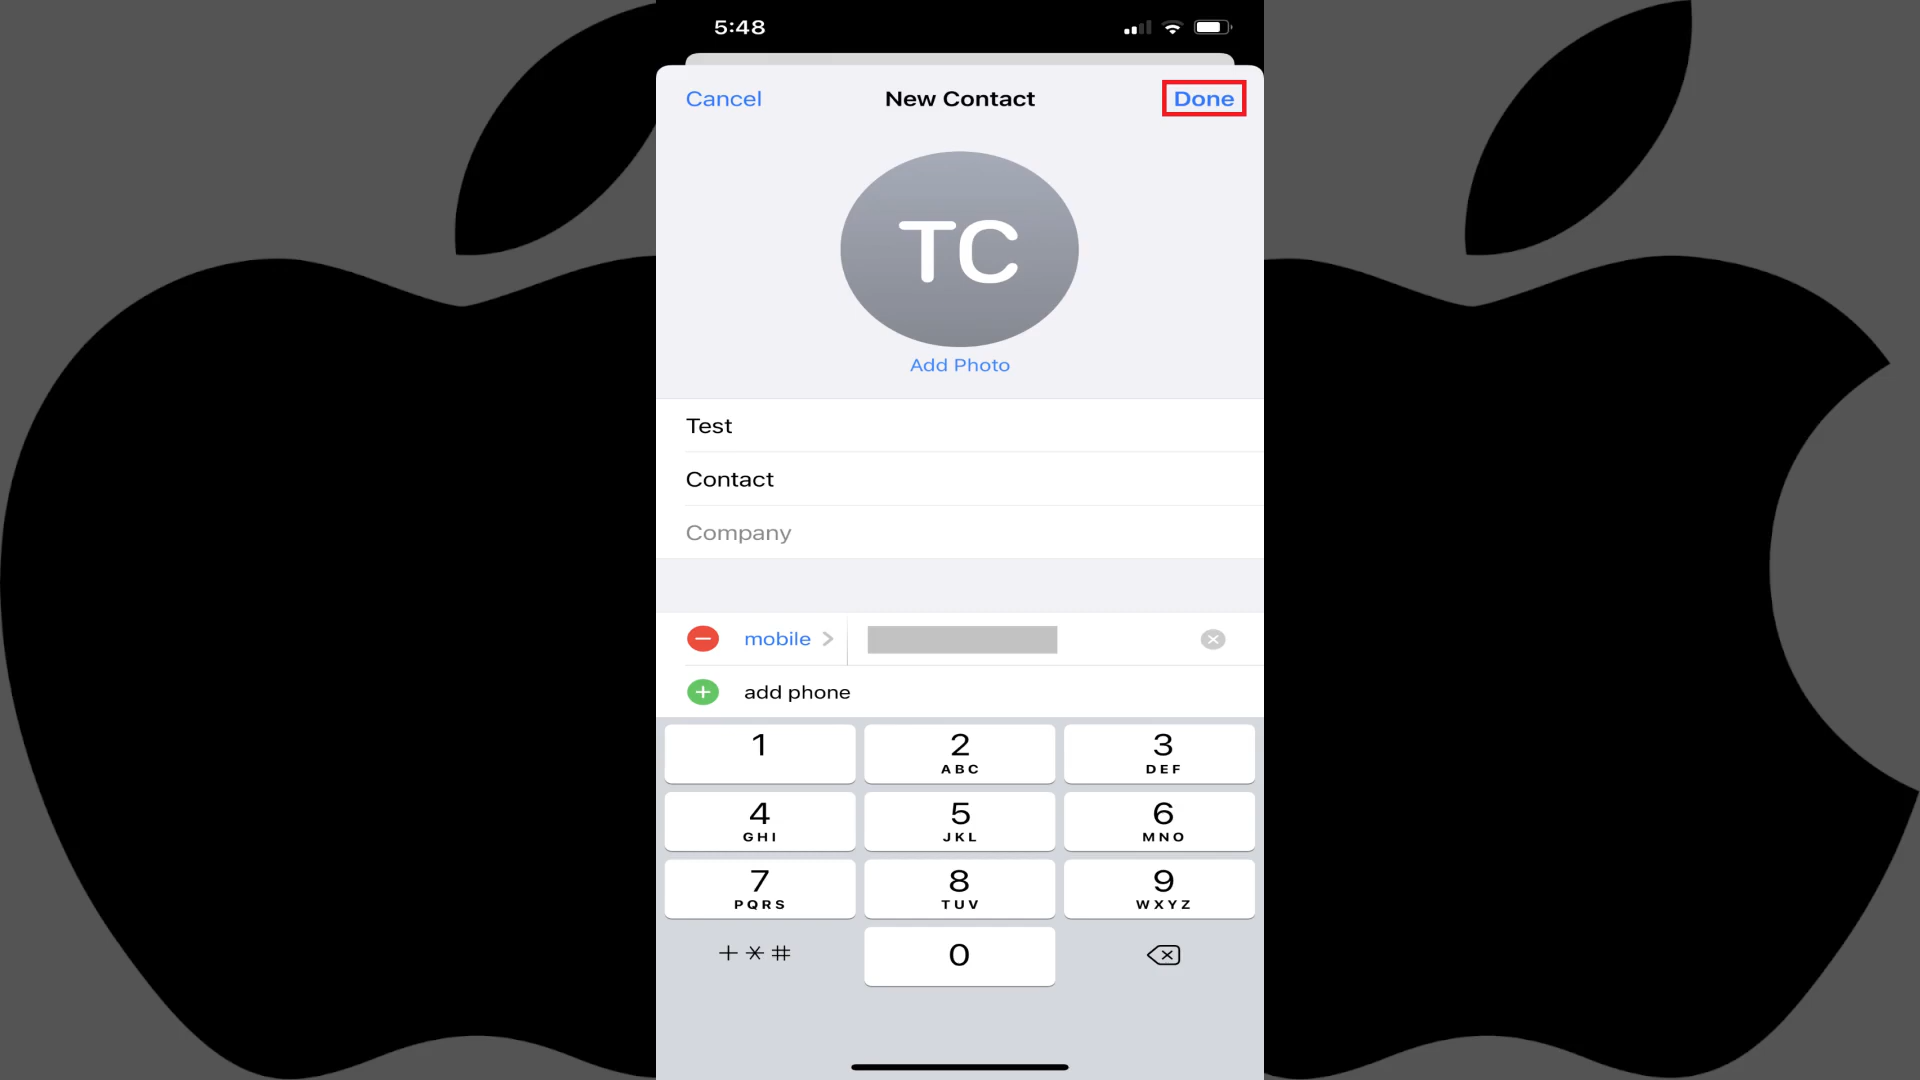 5:48
Cancel New Contact Done
TC
Add Photo
Test
Contact
Company
mobile
add phone
1 2 3
ABC DEF
4 5 6
GHI JKL MNO
7 8 9
PQRS TUV WXYZ
+ * # 0